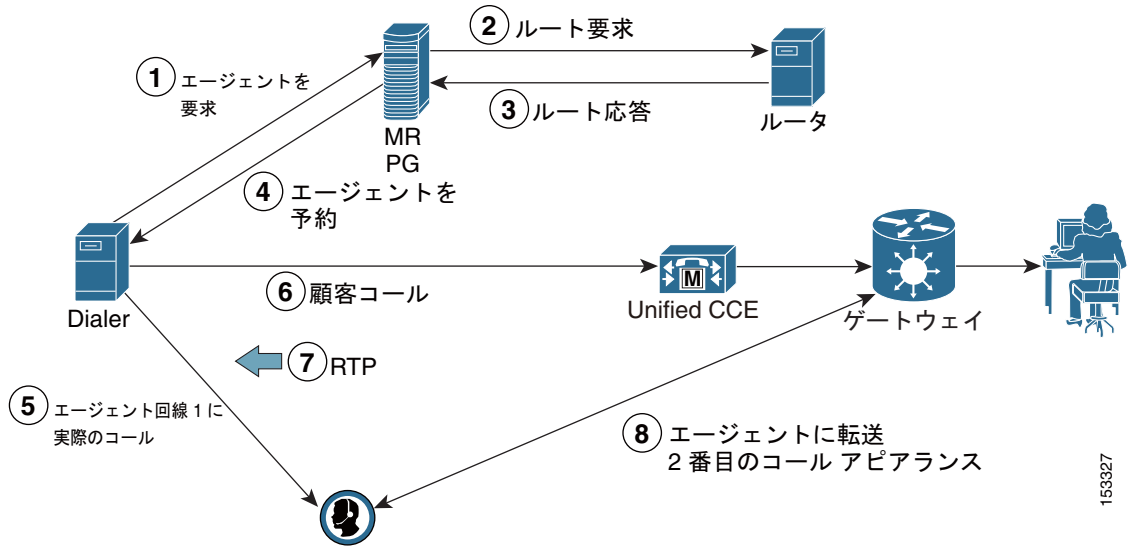 ② ルート要求
① エージェントを
要求
③ ルート応答
ルータ
MR
PG
④ エージェントを
予約
⑥ 顧客コール
Dialer
Unified CCE
ゲートウェイ
⑦ RTP
⑤ エージェント回線 1 に
実際のコール
⑧ エージェントに転送
2 番目のコール アピアランス
M
153327